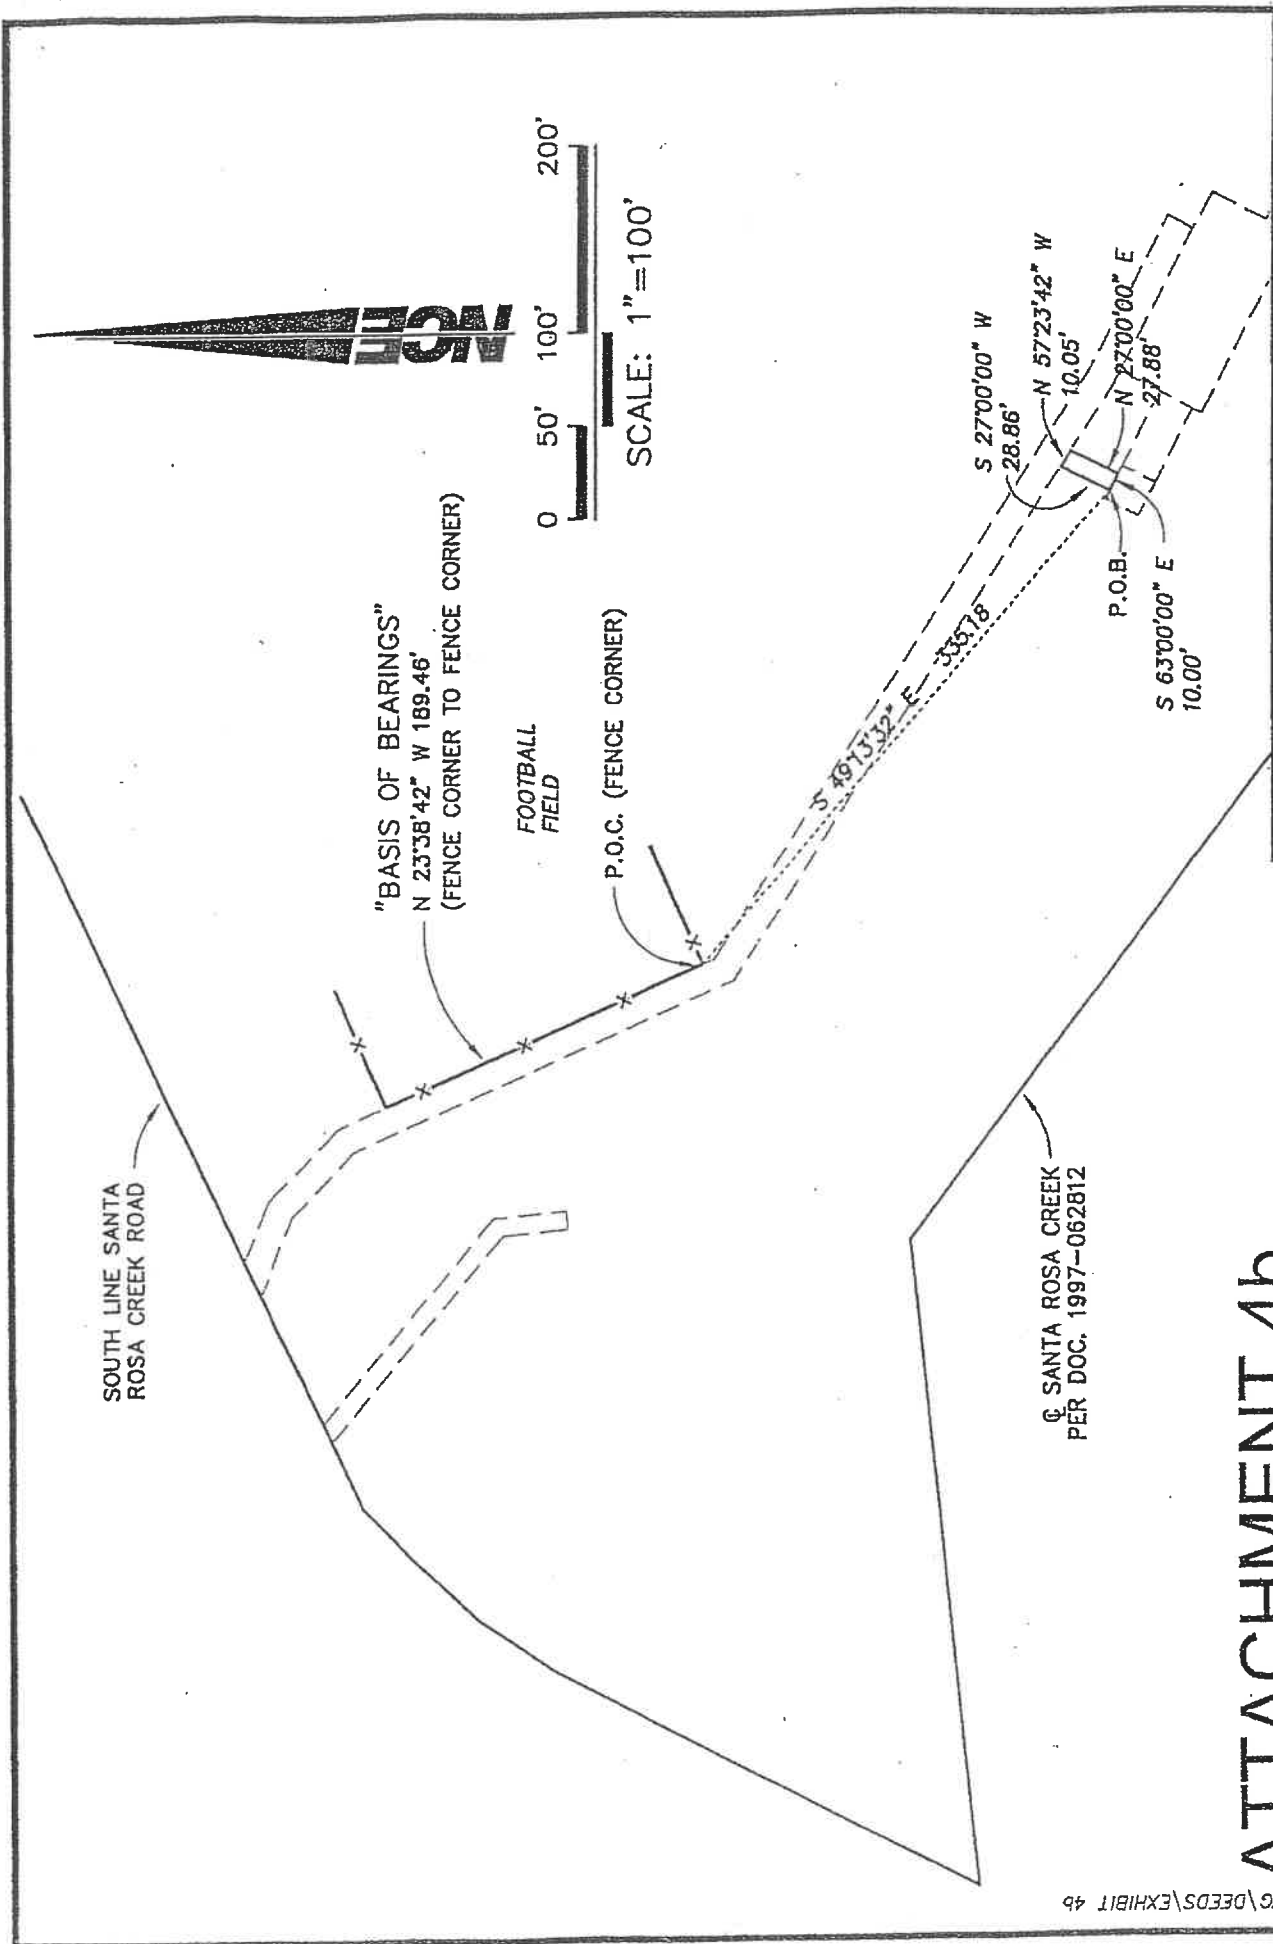 SOUTH LINE SANTA
ROSA CREEK ROAD
"BASIS OF BEARINGS"
N 23°38'42" W 189.46'
(FENCE CORNER TO FENCE CORNER)
FOOTBALL
FIELD
P.O.C. (FENCE CORNER)
NCE
0 50' 100' 200'
SCALE: 1"=100'
S 49°13'32" E 335.18
S 27°00'00" W
28.86'
N 57°23'42" W
10.05'
N 27°00'00" E
27.88'
P.O.B.
S 63°00'00" E
10.00'
℄ SANTA ROSA CREEK
PER DOC. 1997-062812
ATTACHMENT 4b
G\DEEDS\EXHIBIT 4b